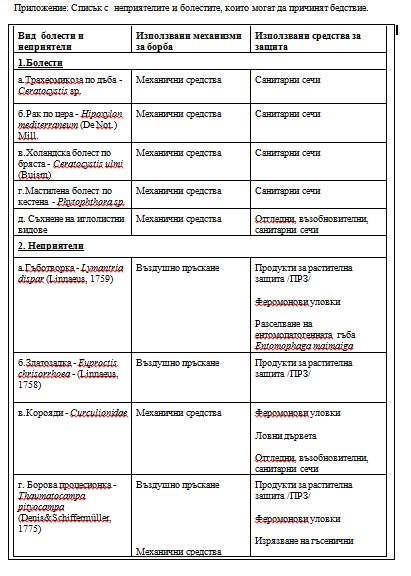 Приложение: Списък с неприятелите и болестите, които могат да причинят бедствие.
Вид болести и неприятели
Използвани механизми за борба
Използвани средства за защита
1.Болести
а.Трахеомикоза по дъба - Ceratocystis sp.
Механични средства
Санитарни сечи
б.Рак по цера - Hipoxylon mediterraneum (De Not.) Mill.
Механични средства
Санитарни сечи
в.Холандска болест по бряста - Ceratocystis ulmi (Buism)
Механични средства
Санитарни сечи
г.Мастилена болест по кестена - Phytophthora sp.
Механични средства
Санитарни сечи
д. Съхнене на иглолистни видове
Механични средства
Отгледни, възобновителни, санитарни сечи
2. Неприятели
а.Гъботворка - Lymantria dispar (Linnaeus, 1759)
Въздушно пръскане
Продукти за растителна защита /ПРЗ/
Феромонови уловки
Разселване на ентомопатогенната гъба Entomophaga maimaiga
б.Златозадка - Euproctis chrisorrhoea - (Linnaeus, 1758)
Въздушно пръскане
Продукти за растителна защита /ПРЗ/
в.Корояди - Curculionidae
Механични средства
Феромонови уловки
Ловни дървета
Отгледни, възобновителни, санитарни сечи
г. Борова процесионка - Thaumatocampa pityocampa (Denis&Schiffermüller, 1775)
Въздушно пръскане
Механични средства
Продукти за растителна защита /ПРЗ/
Феромонови уловки
Изрязване на гъсенични